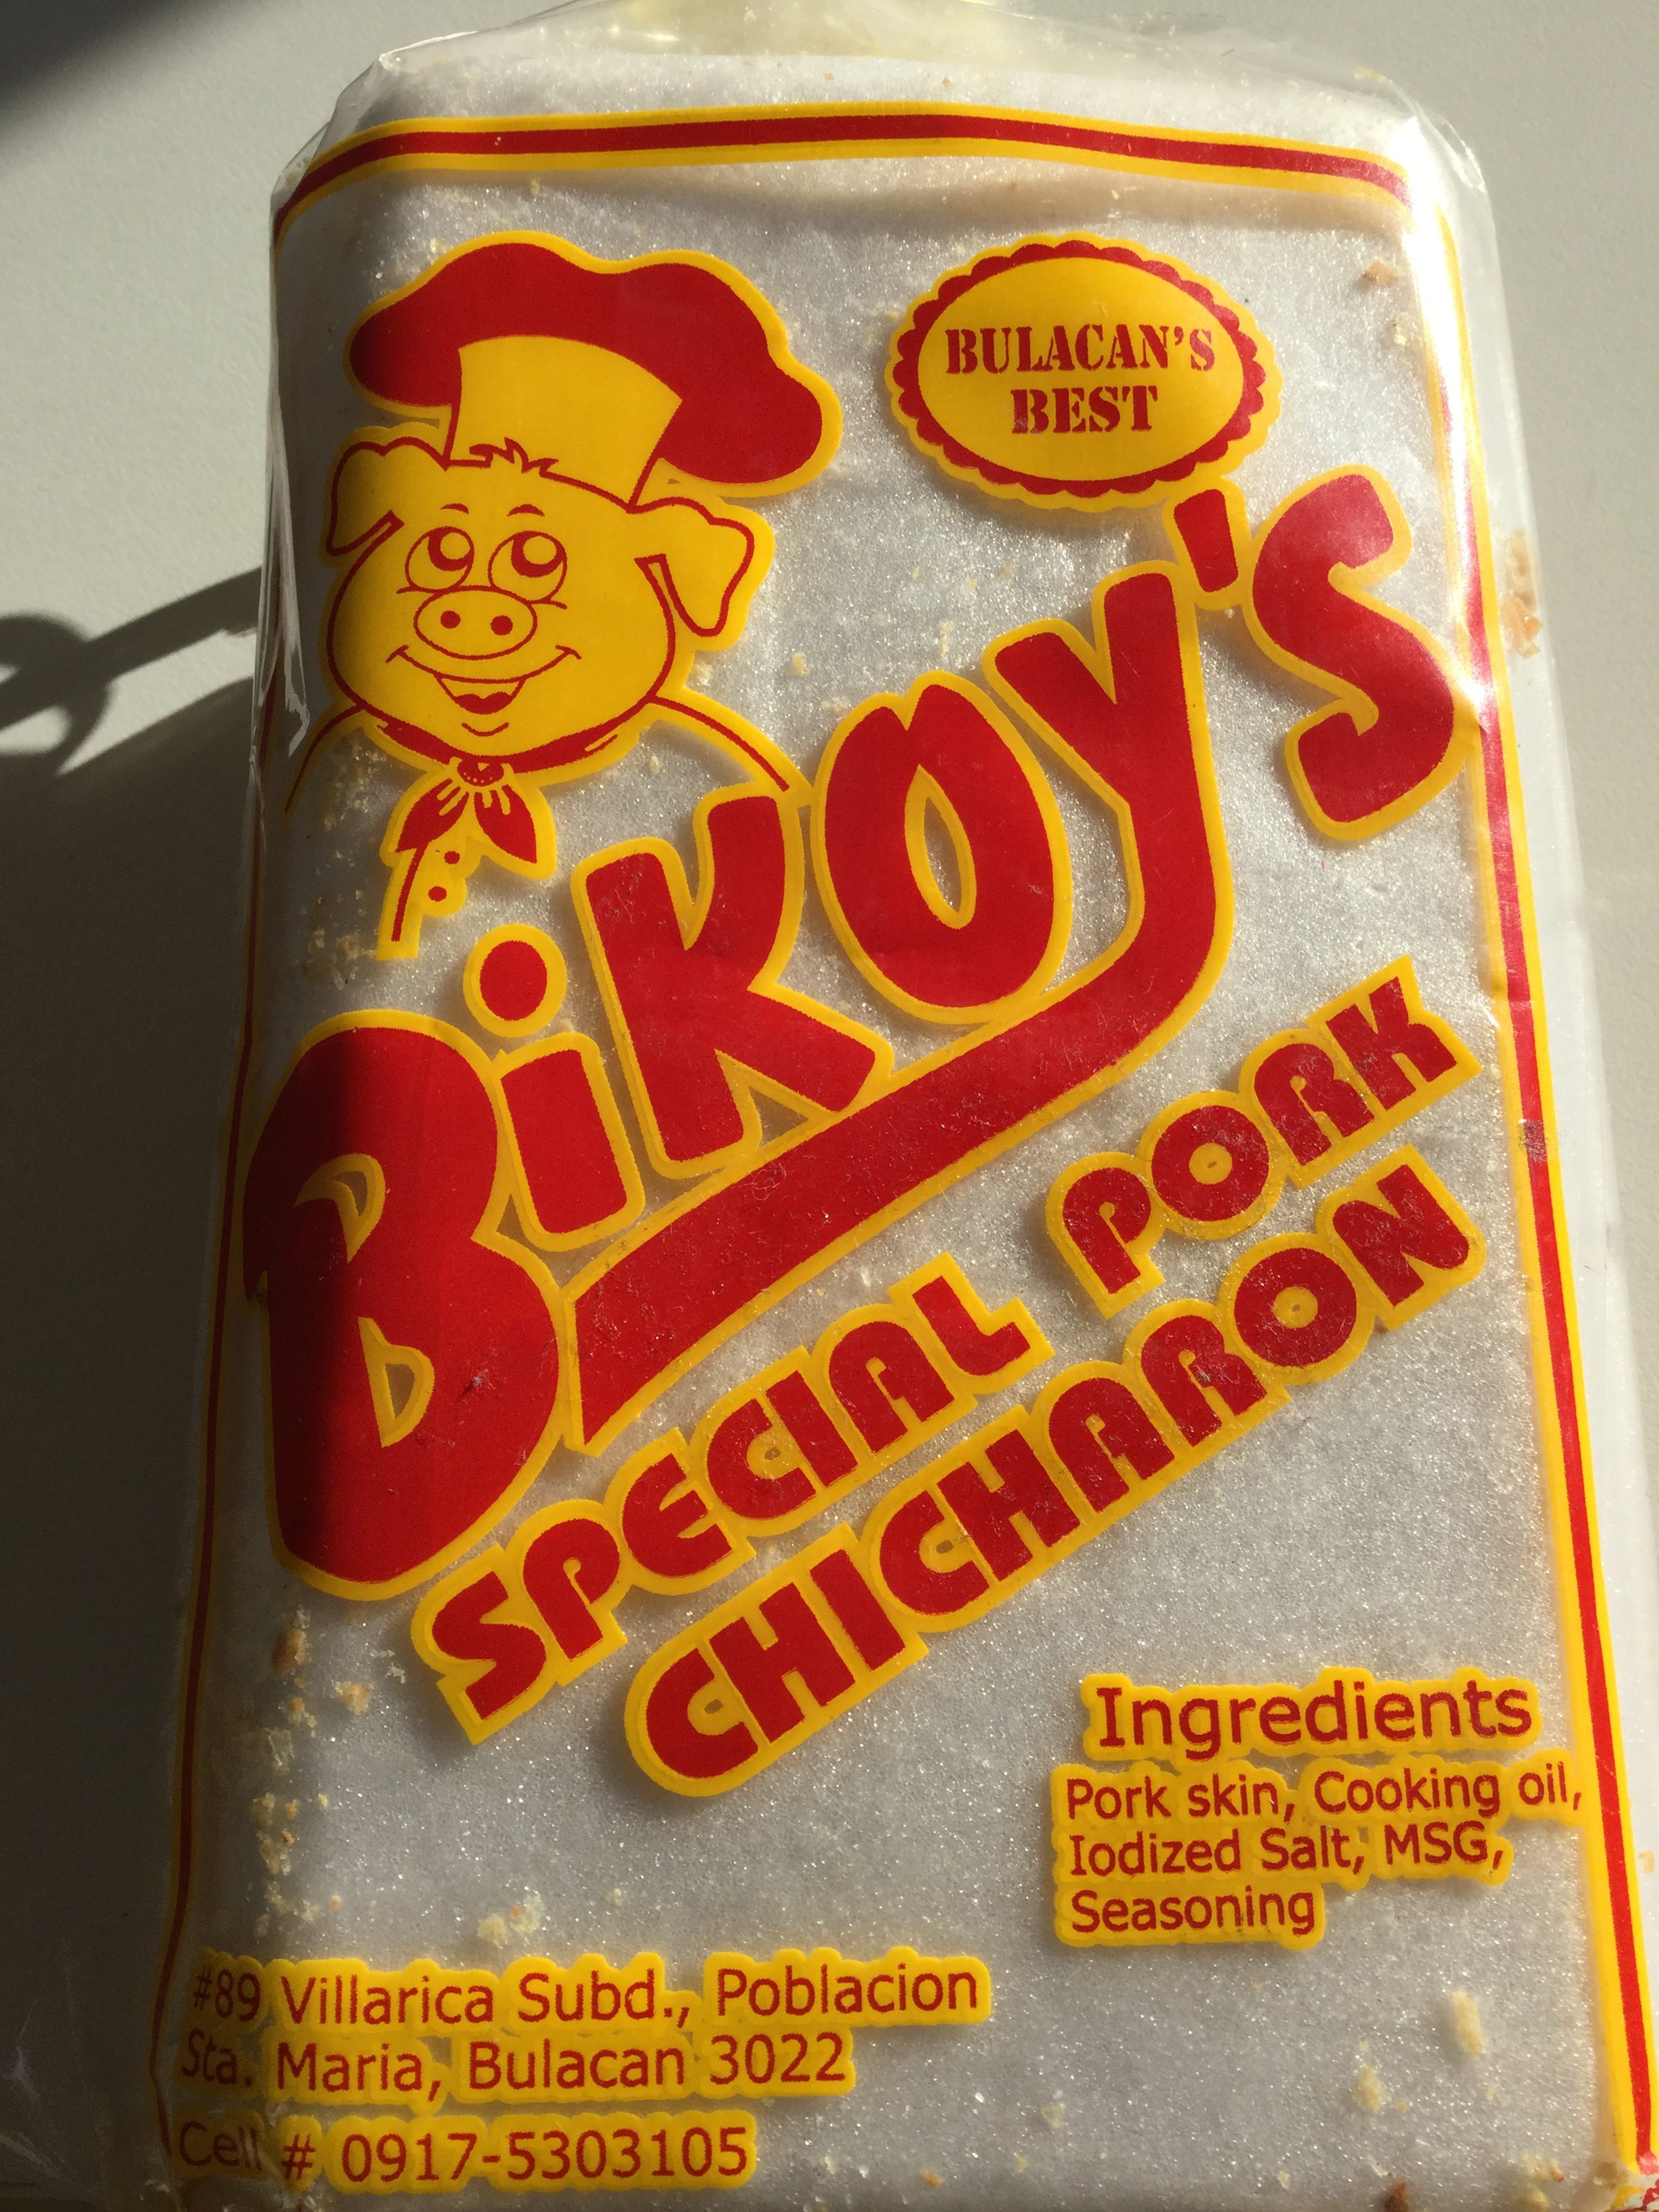 BULACAN'S
BEST
BiKOY'S
SPECIAL PORK
CHICHARON
Ingredients
Pork skin, Cooking oil,
Iodized Salt, MSG,
Seasoning
#89 Villarica Subd., Poblacion
Sta. Maria, Bulacan 3022
Cell # 0917-5303105